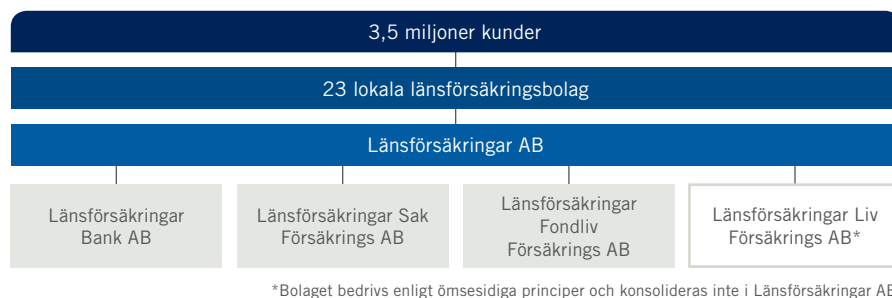 3,5 miljoner kunder
23 lokala länsförsäkringsbolag
Länsförsäkringar AB
Länsförsäkringar
Bank AB
Länsförsäkringar Sak
Försäkrings AB
Länsförsäkringar
Fondliv
Försäkrings AB
Länsförsäkringar Liv
Försäkrings AB*
*Bolaget bedrivs enligt ömsesidiga principer och konsolideras inte i Länsförsäkringar AB